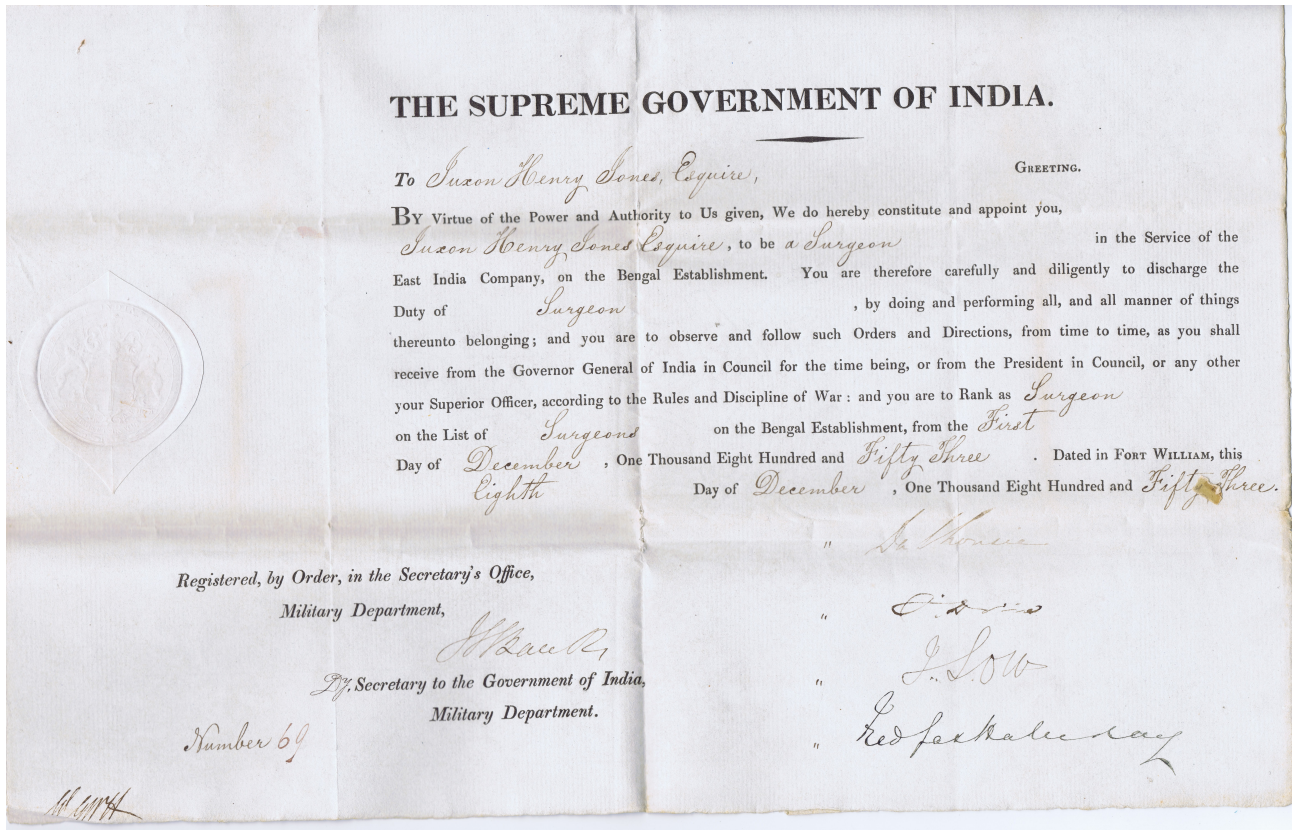 THE SUPREME GOVERNMENT OF INDIA.
To Juxon Henry Jones, Esquire, GREETING.
BY Virtue of the Power and Authority to Us given, We do hereby constitute and appoint you,
Juxon Henry Jones Esquire, to be a Surgeon in the Service of the
East India Company, on the Bengal Establishment. You are therefore carefully and diligently to discharge the
Duty of Surgeon , by doing and performing all, and all manner of things
thereunto belonging; and you are to observe and follow such Orders and Directions, from time to time, as you shall
receive from the Governor General of India in Council for the time being, or from the President in Council, or any other
your Superior Officer, according to the Rules and Discipline of War: and you are to Rank as Surgeon
on the List of Surgeons on the Bengal Establishment, from the First
Day of December , One Thousand Eight Hundred and Fifty Three . Dated in FORT WILLIAM, this
Eighth Day of December , One Thousand Eight Hundred and Fifty Three.
" Dalhousie
"
" J. Low
" Fred Jas Halliday
Registered, by Order, in the Secretary's Office,
Military Department,
Dy. Secretary to the Government of India,
Military Department.
Number 69